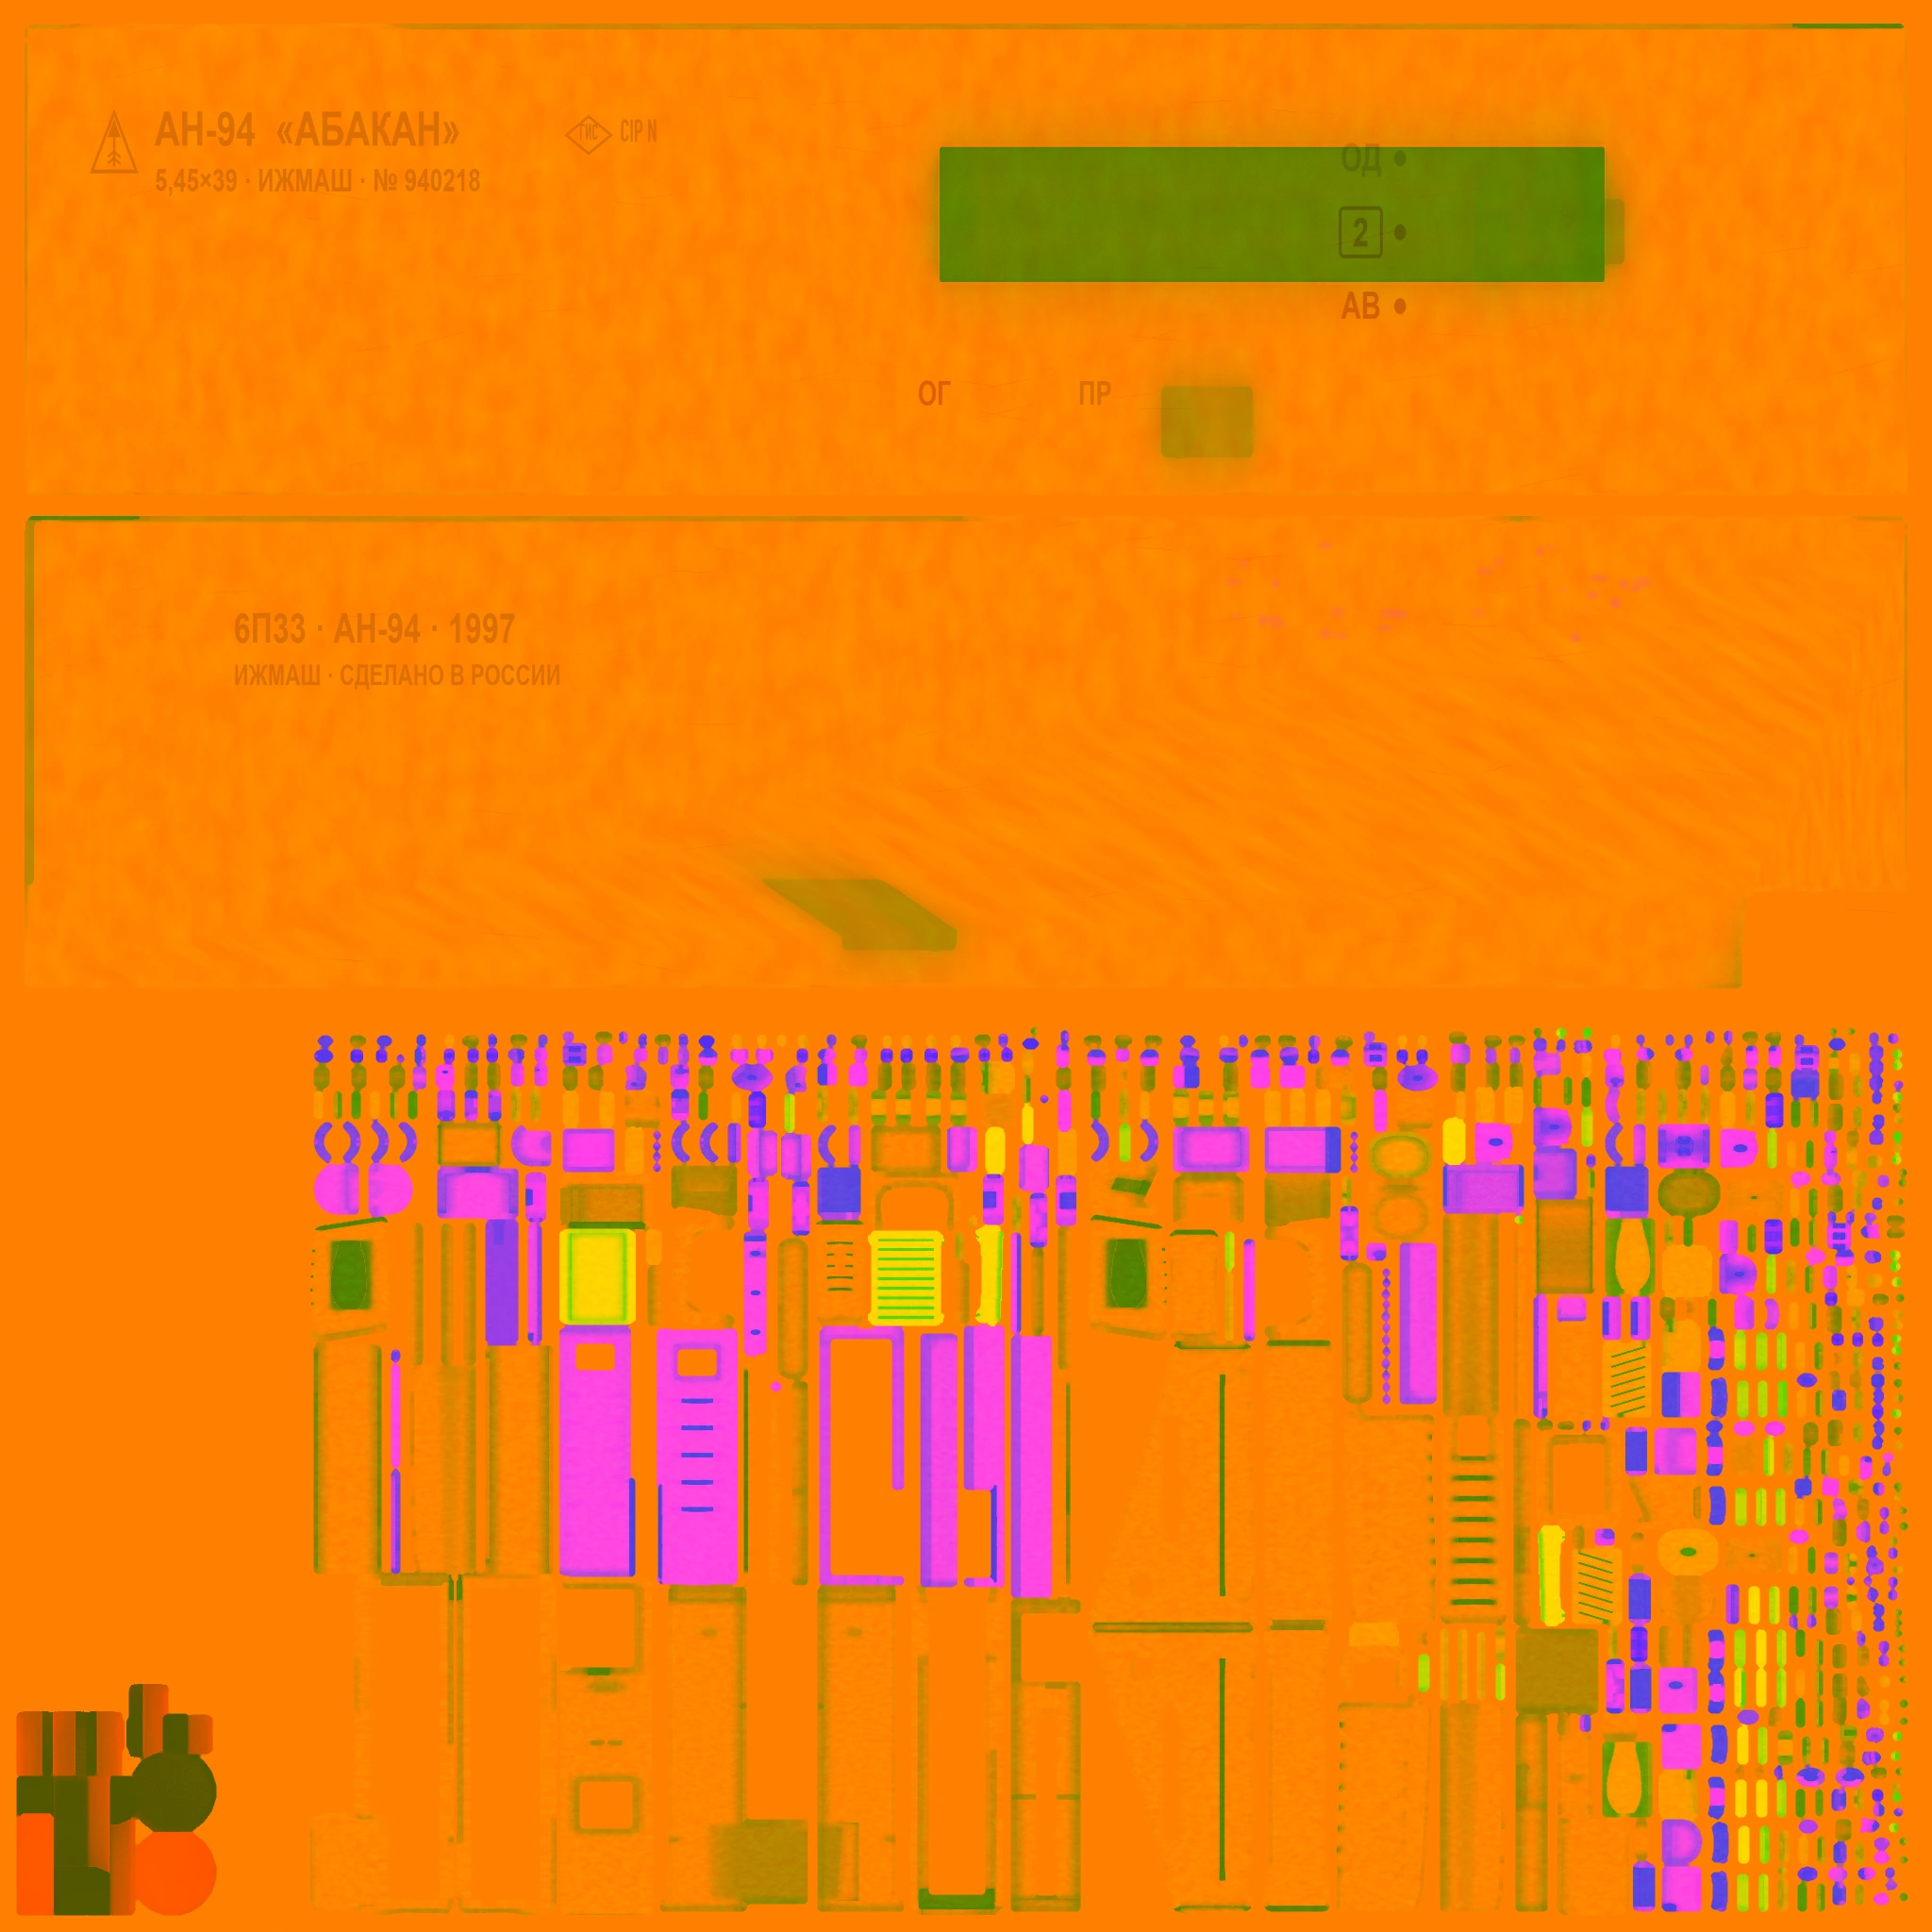 АН-94 «АБАКАН»
5,45×39 · ИЖМАШ · № 940218
ГИС CIP N
ОД •
2 •
АВ •
ОГ ПР
6П33 · АН-94 · 1997
ИЖМАШ · СДЕЛАНО В РОССИИ